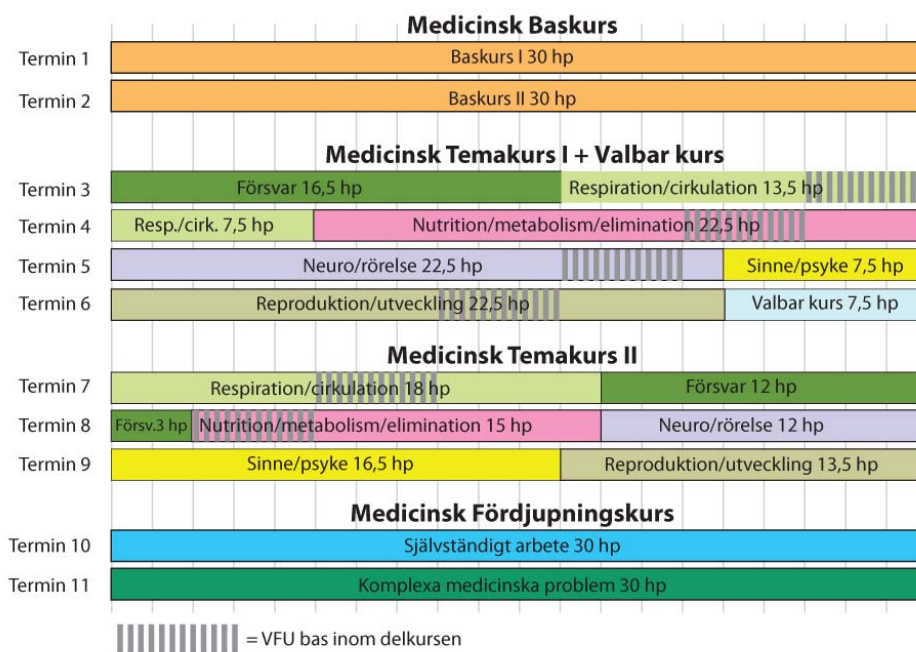 Medicinsk Baskurs
Termin 1 Baskurs I 30 hp
Termin 2 Baskurs II 30 hp
Medicinsk Temakurs I + Valbar kurs
Termin 3 Försvar 16,5 hp Respiration/cirkulation 13,5 hp
Termin 4 Resp./cirk. 7,5 hp Nutrition/metabolism/elimination 22,5 hp
Termin 5 Neuro/rörelse 22,5 hp Sinne/psyke 7,5 hp
Termin 6 Reproduktion/utveckling 22,5 hp Valbar kurs 7,5 hp
Medicinsk Temakurs II
Termin 7 Respiration/cirkulation 18 hp Försvar 12 hp
Termin 8 Försv.3 hp Nutrition/metabolism/elimination 15 hp Neuro/rörelse 12 hp
Termin 9 Sinne/psyke 16,5 hp Reproduktion/utveckling 13,5 hp
Medicinsk Fördjupningskurs
Termin 10 Självständigt arbete 30 hp
Termin 11 Komplexa medicinska problem 30 hp
= VFU bas inom delkursen